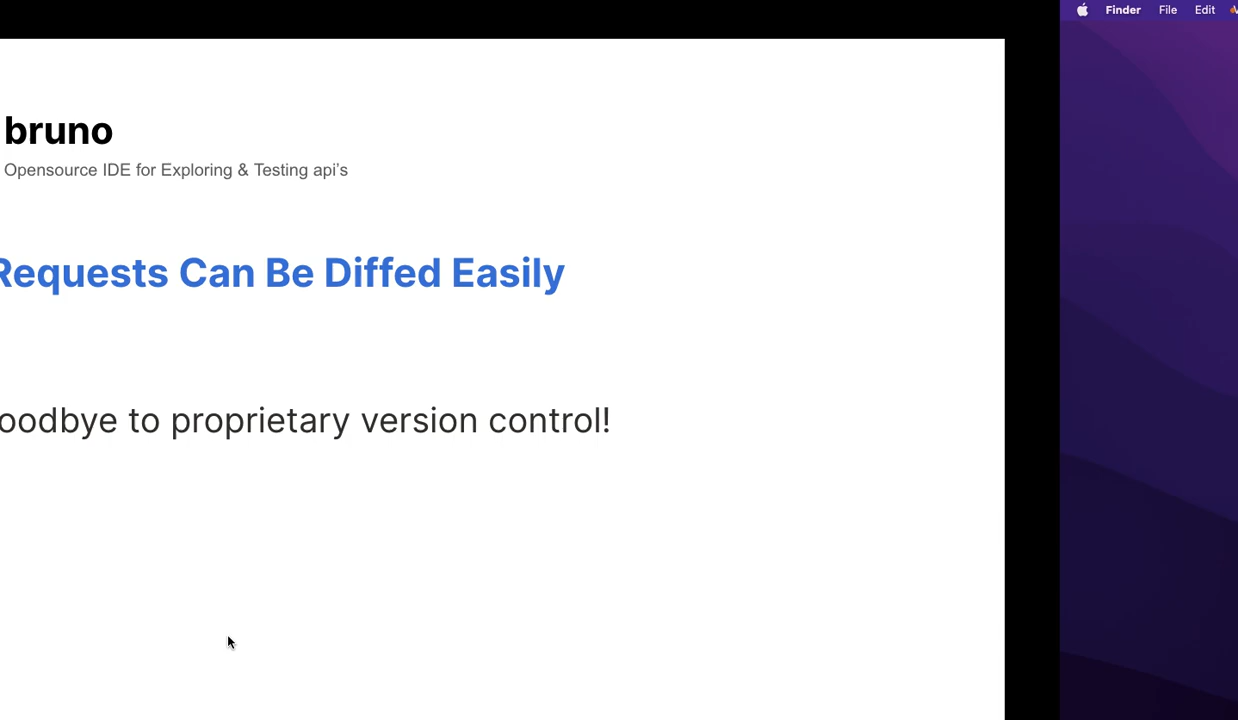 bruno
Opensource IDE for Exploring & Testing api's
Requests Can Be Diffed Easily
oodbye to proprietary version control!
Finder File Edit